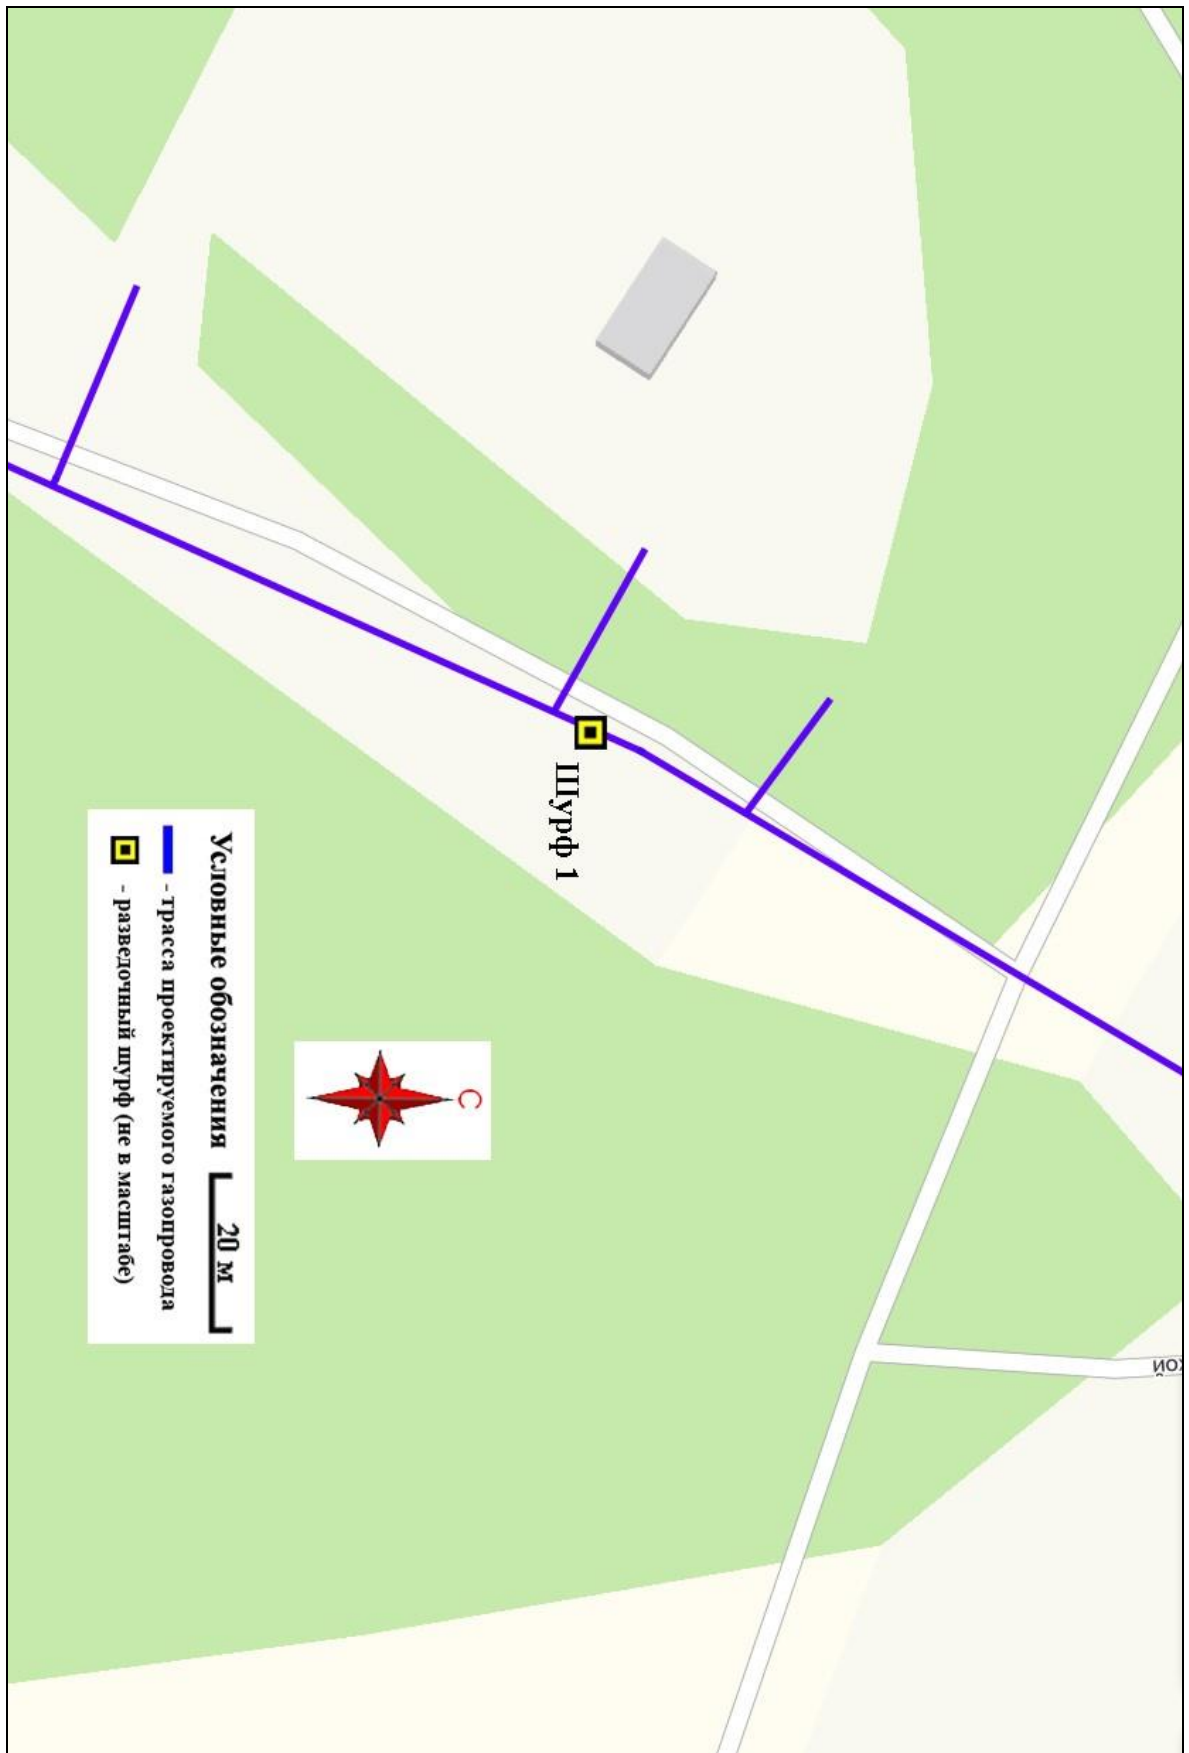 Шурф 1
С
Условные обозначения
20 м
- трасса проектируемого газопровода
- разведочный шурф (не в масштабе)